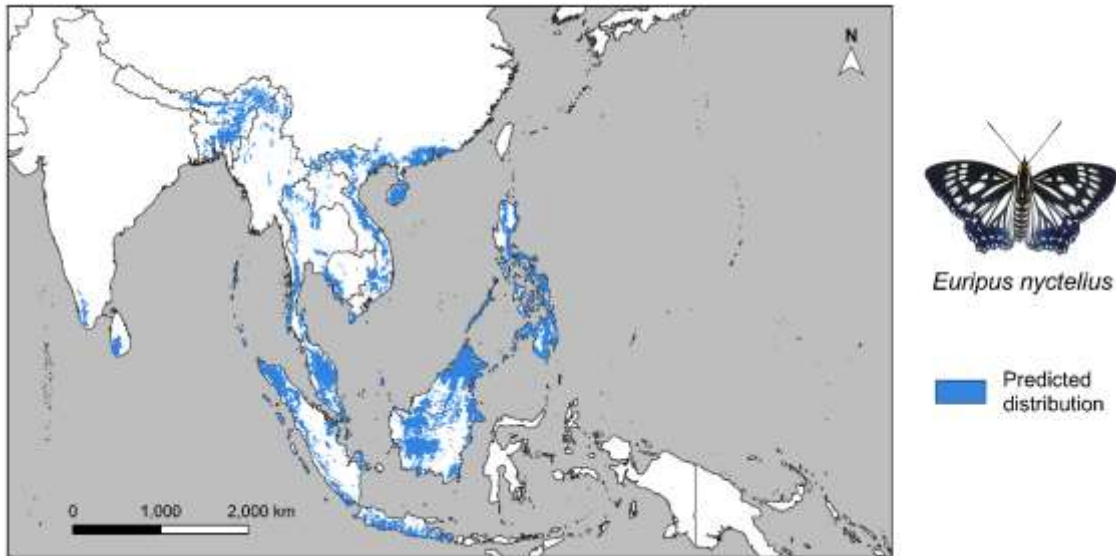 N
Euripus nyctelius
Predicted
distribution
0 1,000 2,000 km